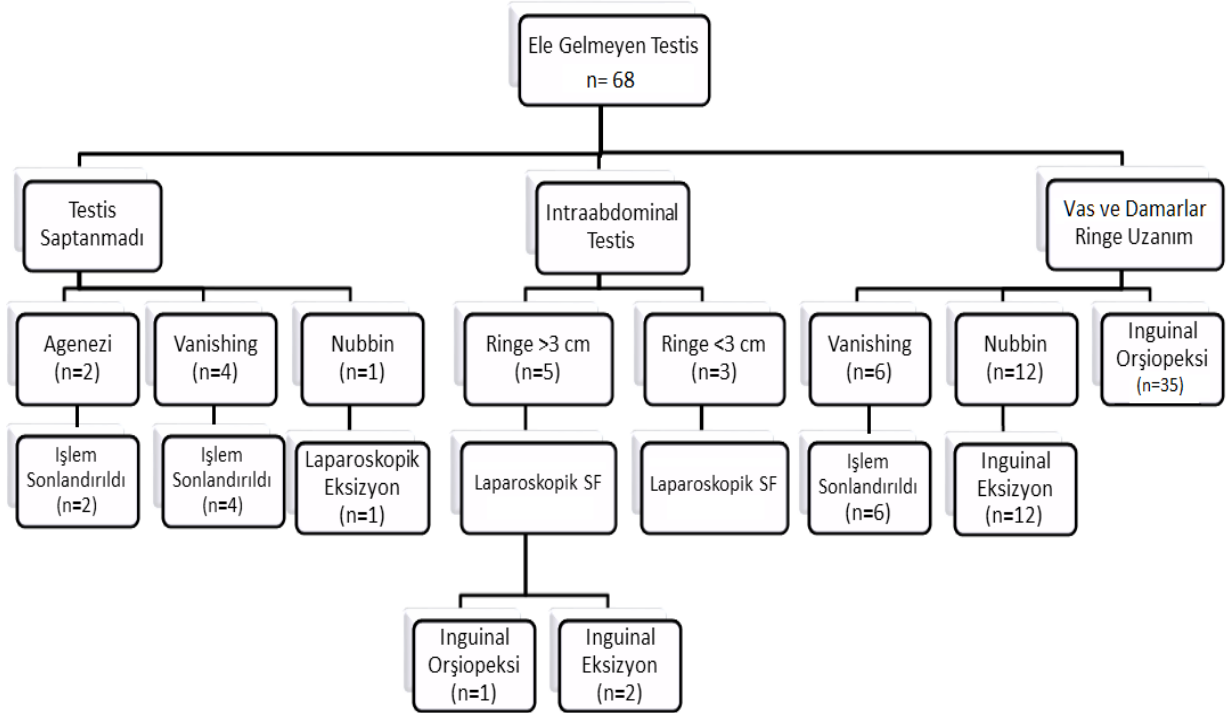 Ele Gelmeyen Testis
n= 68
Testis
Saptanmadı
Intraabdominal
Testis
Vas ve Damarlar
Ringe Uzanım
Agenezi
(n=2)
Vanishing
(n=4)
Nubbin
(n=1)
Ringe >3 cm
(n=5)
Ringe <3 cm
(n=3)
Vanishing
(n=6)
Nubbin
(n=12)
Inguinal
Orşiopeksi
(n=35)
Işlem
Sonlandırıldı
(n=2)
Işlem
Sonlandırıldı
(n=4)
Laparoskopik
Eksizyon
(n=1)
Laparoskopik SF
Laparoskopik SF
Işlem
Sonlandırıldı
(n=6)
Inguinal
Eksizyon
(n=12)
Inguinal
Orşiopeksi
(n=1)
Inguinal
Eksizyon
(n=2)